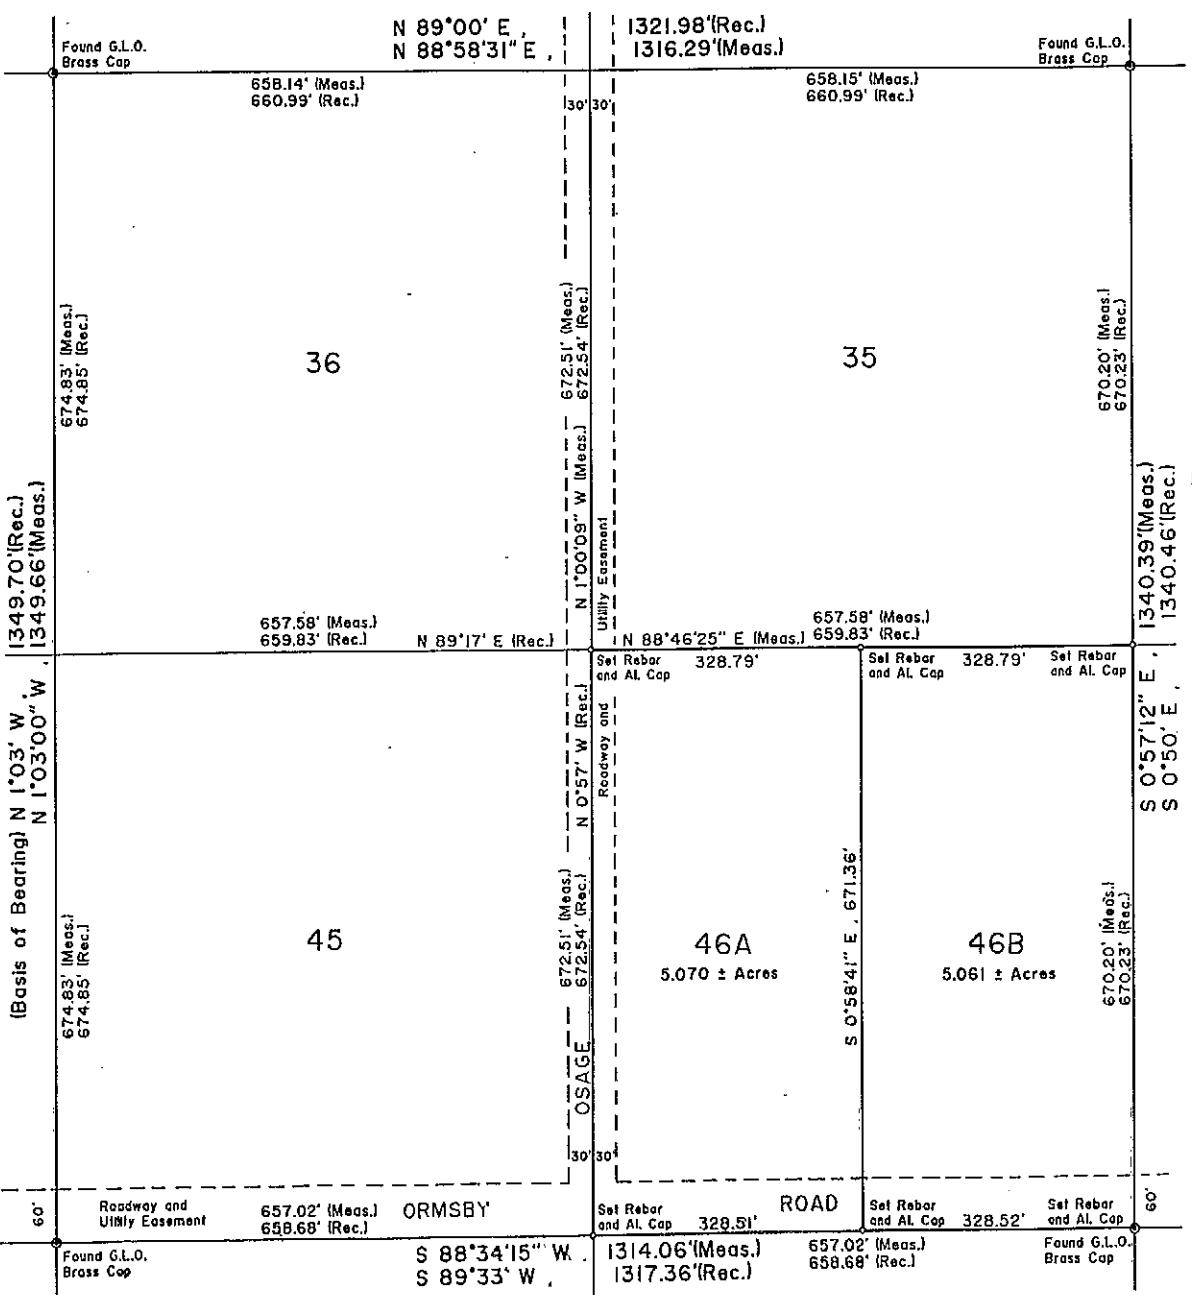 N 89°00' E ,
N 88°58'31" E ,
1321.98'(Rec.)
1316.29'(Meas.)
Found G.L.O.
Brass Cap
Found G.L.O.
Brass Cap
658.14' (Meas.)
660.99' (Rec.)
30' 30'
658.15' (Meas.)
660.99' (Rec.)
674.83' (Meas.)
674.85' (Rec.)
36
672.51' (Meas.)
672.54' (Rec.)
35
670.20' (Meas.)
670.23' (Rec.)
1349.70'(Rec.)
1349.66'(Meas.)
N 1°00'09" W (Meas.)
Utility Easement
1340.39'(Meas.)
1340.46'(Rec.)
657.58' (Meas.)
659.83' (Rec.)
N 89°17' E (Rec.)
N 88°46'25" E (Meas.)
657.58' (Meas.)
659.83' (Rec.)
Set Rebar
and Al. Cap
328.79'
Set Rebar
and Al. Cap
328.79'
Set Rebar
and Al. Cap
(Basis of Bearing) N 1°03' W ,
N 1°03'00" W ,
N 0°57' W (Rec.)
Roadway and
S 0°57'12" E ,
S 0°50' E ,
674.83' (Meas.)
674.85' (Rec.)
45
672.51' (Meas.)
672.54' (Rec.)
46A
5.070 ± Acres
S 0°58'41" E , 671.36'
46B
5.061 ± Acres
670.20' (Meas.)
670.23' (Rec.)
OSAGE
30' 30'
60'
Roadway and
Utility Easement
657.02' (Meas.)
658.68' (Rec.)
ORMSBY
Set Rebar
and Al. Cap
328.51'
ROAD
Set Rebar
and Al. Cap
328.52'
Set Rebar
and Al. Cap
60'
Found G.L.O.
Brass Cap
S 88°34'15" W ,
S 89°33' W ,
1314.06'(Meas.)
1317.36'(Rec.)
657.02' (Meas.)
658.68' (Rec.)
Found G.L.O.
Brass Cap